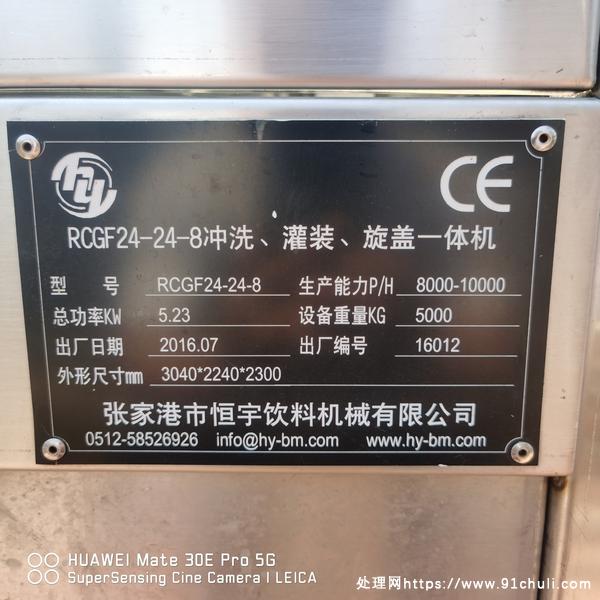 hy
CE
RCGF24-24-8冲洗、灌装、旋盖一体机
型 号 RCGF24-24-8 生产能力P/H 8000-10000
总功率KW 5.23 设备重量KG 5000
出厂日期 2016.07 出厂编号 16012
外形尺寸mm 3040*2240*2300
张家港市恒宇饮料机械有限公司
0512-58526926 info@hy-bm.com www.hy-bm.com
HUAWEI Mate 30E Pro 5G
SuperSensing Cine Camera | LEICA
处理网https://www.91chuli.com